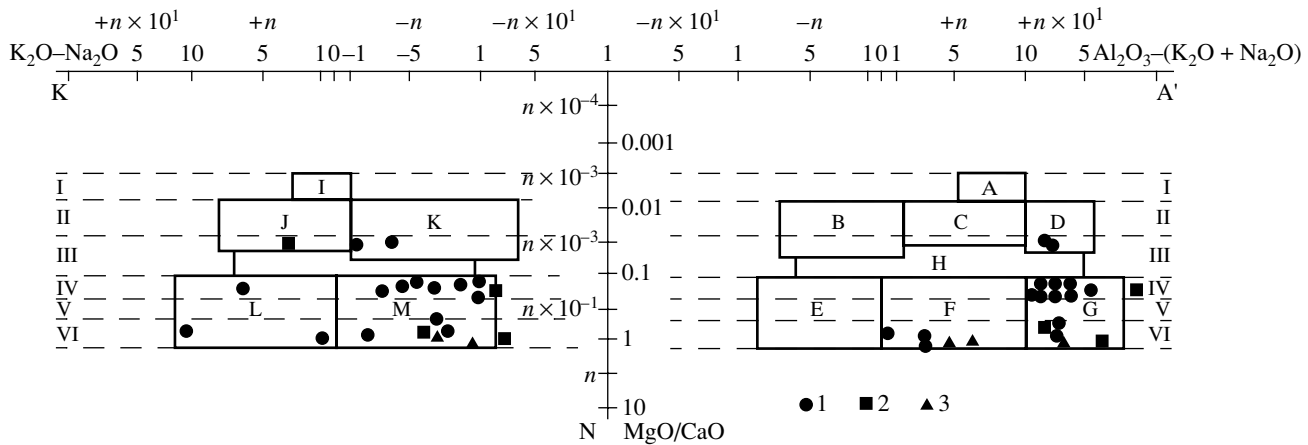 +n × 10¹ +n −n −n × 10¹ −n × 10¹ −n +n +n × 10¹
K₂O–Na₂O 5 10 5 10 −1 −5 1 5 1 5 1 5 10 1 5 10 5 Al₂O₃–(K₂O + Na₂O)
K A'
n × 10⁻⁴
0.001
n × 10⁻³
I I A I
0.01
II J K B C D II
n × 10⁻³
III H III
0.1
IV IV
n × 10⁻¹
V L M E F G V
VI 1 VI
n
10
1 2 3
N MgO/CaO